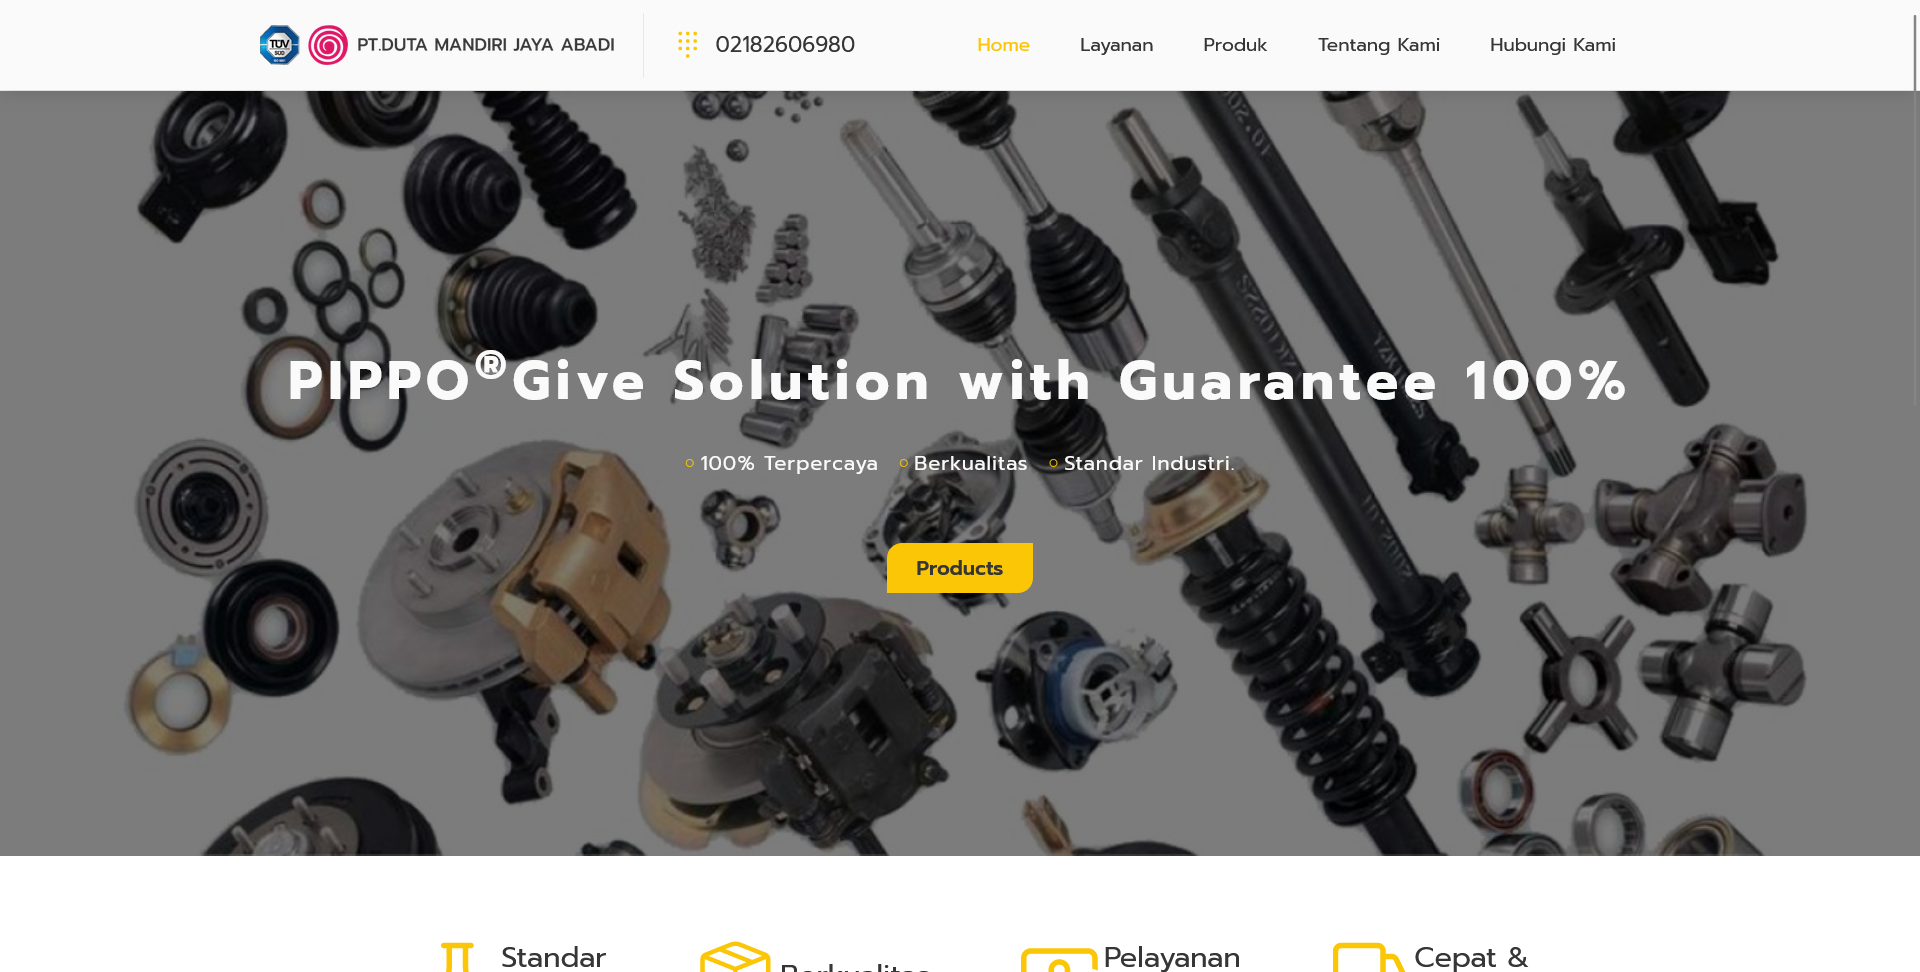 TÜV
SÜD
PT.DUTA MANDIRI JAYA ABADI
02182606980
Home
Layanan
Produk
Tentang Kami
Hubungi Kami
PIPPO®Give Solution with Guarantee 100%
100% Terpercaya
Berkualitas
Standar Industri.
Products
Standar
Berkualitas
Pelayanan
Cepat &